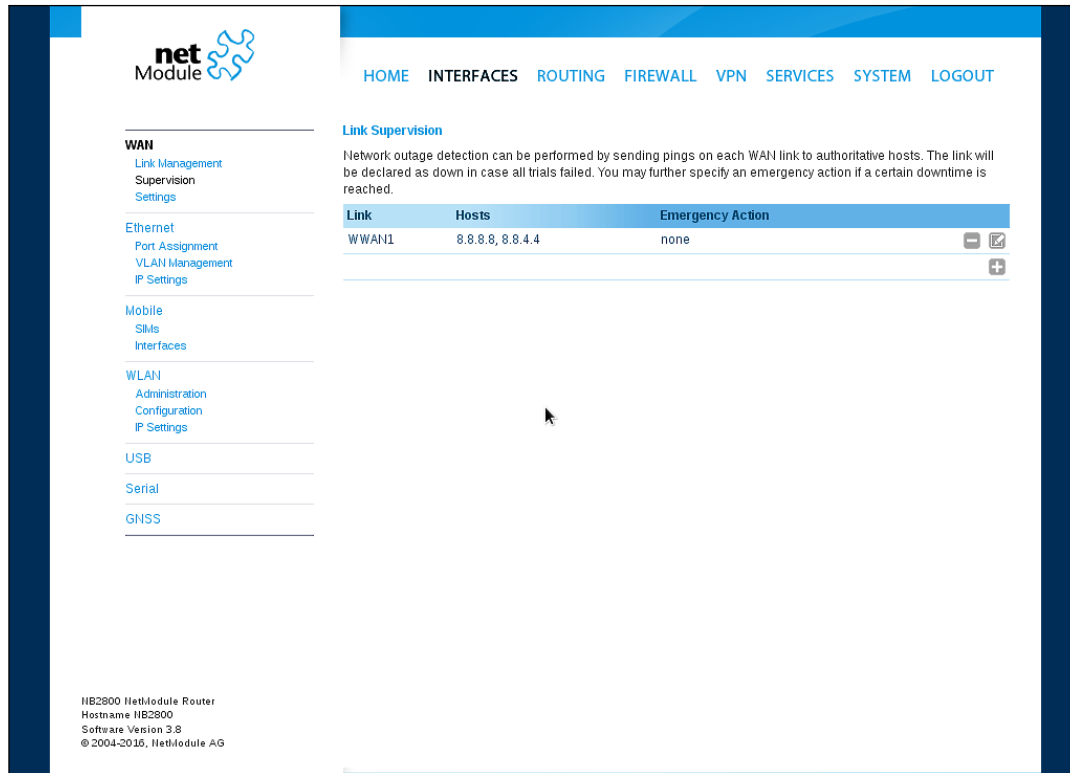 net
Module
HOME INTERFACES ROUTING FIREWALL VPN SERVICES SYSTEM LOGOUT
WAN
Link Management
Supervision
Settings
Ethernet
Port Assignment
VLAN Management
IP Settings
Mobile
SIMs
Interfaces
WLAN
Administration
Configuration
IP Settings
USB
Serial
GNSS
Link Supervision
Network outage detection can be performed by sending pings on each WAN link to authoritative hosts. The link will
be declared as down in case all trials failed. You may further specify an emergency action if a certain downtime is
reached.
Link Hosts Emergency Action
WWAN1 8.8.8.8, 8.8.4.4 none
NB2800 NetModule Router
Hostname NB2800
Software Version 3.8
© 2004-2016, NetModule AG